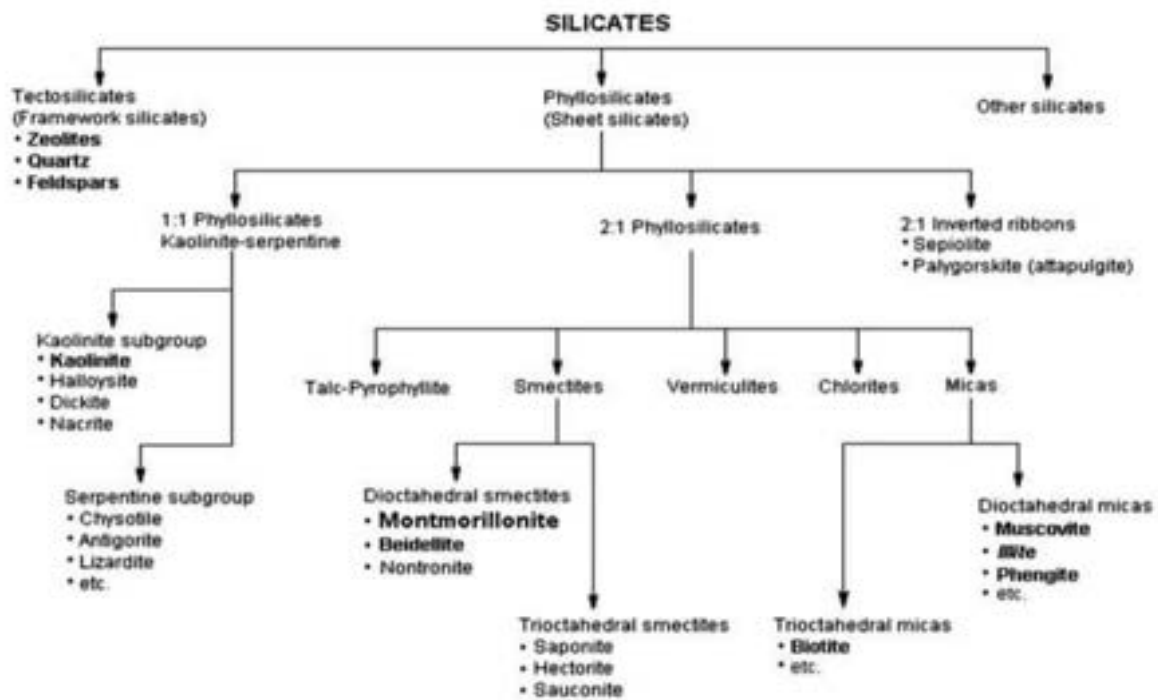 SILICATES
Tectosilicates
(Framework silicates)
• Zeolites
• Quartz
• Feldspars
Phyllosilicates
(Sheet silicates)
Other silicates
1:1 Phyllosilicates
Kaolinite-serpentine
2:1 Phyllosilicates
2:1 Inverted ribbons
• Sepiolite
• Palygorskite (attapulgite)
Kaolinite subgroup
• Kaolinite
• Halloysite
• Dickite
• Nacrite
Talc-Pyrophyllite
Smectites
Vermiculites
Chlorites
Micas
Serpentine subgroup
• Chysotile
• Antigorite
• Lizardite
• etc.
Dioctahedral smectites
• Montmorillonite
• Beidellite
• Nontronite
Dioctahedral micas
• Muscovite
• Illite
• Phengite
• etc.
Trioctahedral smectites
• Saponite
• Hectorite
• Sauconite
Trioctahedral micas
• Biotite
• etc.